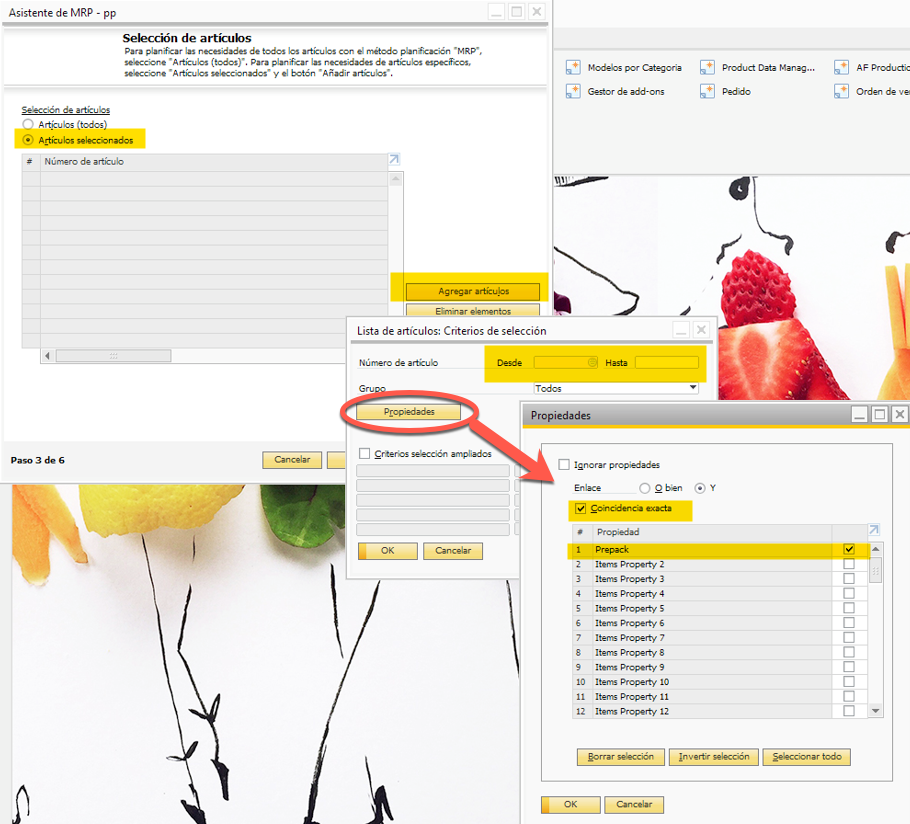 Asistente de MRP - pp
Selección de artículos
Para planificar las necesidades de todos los artículos con el método planificación "MRP",
seleccione "Artículos (todos)". Para planificar las necesidades de artículos específicos,
seleccione "Artículos seleccionados" y el botón "Añadir artículos".
Selección de artículos
Artículos (todos)
Artículos seleccionados
# Número de artículo
Agregar artículos
Eliminar elementos
Paso 3 de 6
Cancelar
Modelos por Categoria
Product Data Manag...
AF Productio
Gestor de add-ons
Pedido
Orden de ve
Lista de artículos: Criterios de selección
Número de artículo Desde Hasta
Grupo Todos
Propiedades
Criterios selección ampliados
OK Cancelar
Propiedades
Ignorar propiedades
Enlace O bien Y
Coincidencia exacta
# Propiedad
1 Prepack
2 Items Property 2
3 Items Property 3
4 Items Property 4
5 Items Property 5
6 Items Property 6
7 Items Property 7
8 Items Property 8
9 Items Property 9
10 Items Property 10
11 Items Property 11
12 Items Property 12
Borrar selección Invertir selección Seleccionar todo
OK Cancelar